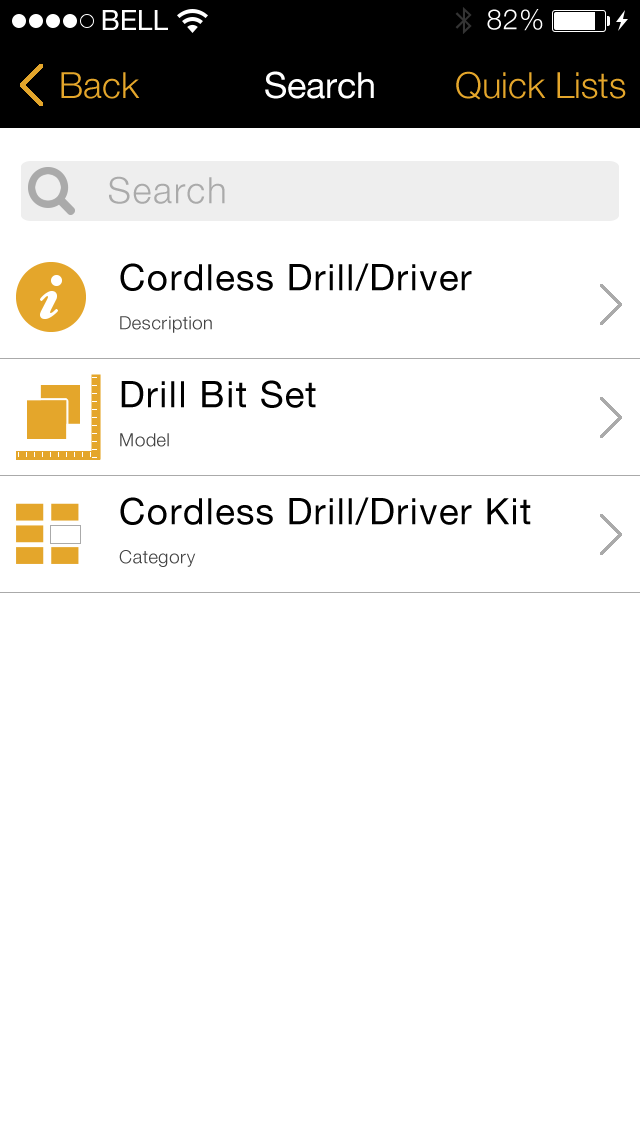 BELL 82%
Back Search Quick Lists
Search
Cordless Drill/Driver
Description
Drill Bit Set
Model
Cordless Drill/Driver Kit
Category